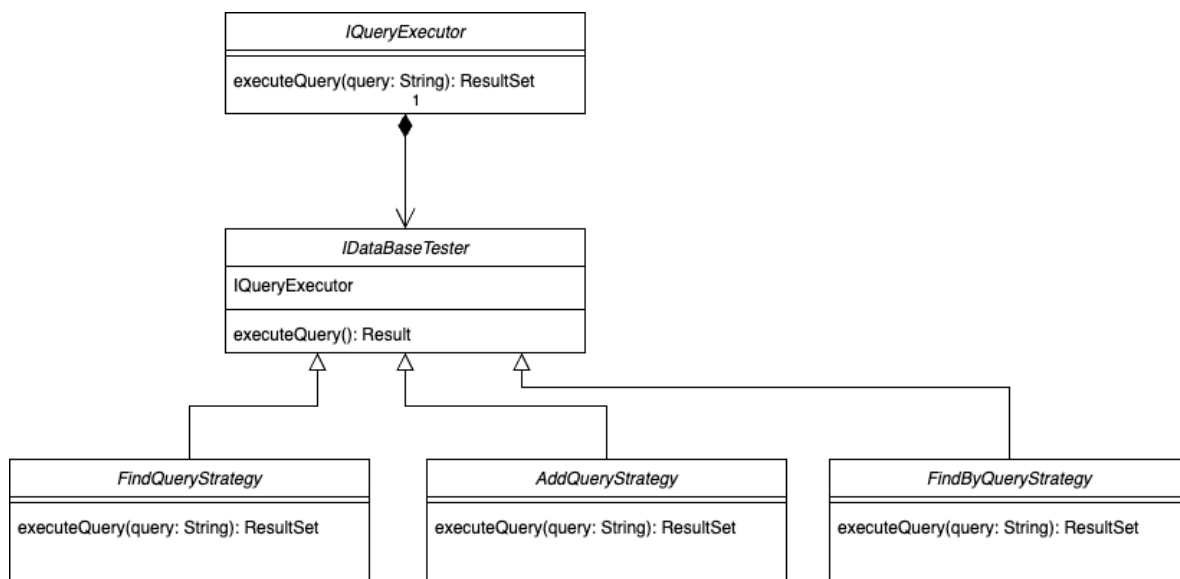 IQueryExecutor
executeQuery(query: String): ResultSet
1
IDataBaseTester
IQueryExecutor
executeQuery(): Result
FindQueryStrategy
executeQuery(query: String): ResultSet
AddQueryStrategy
executeQuery(query: String): ResultSet
FindByQueryStrategy
executeQuery(query: String): ResultSet